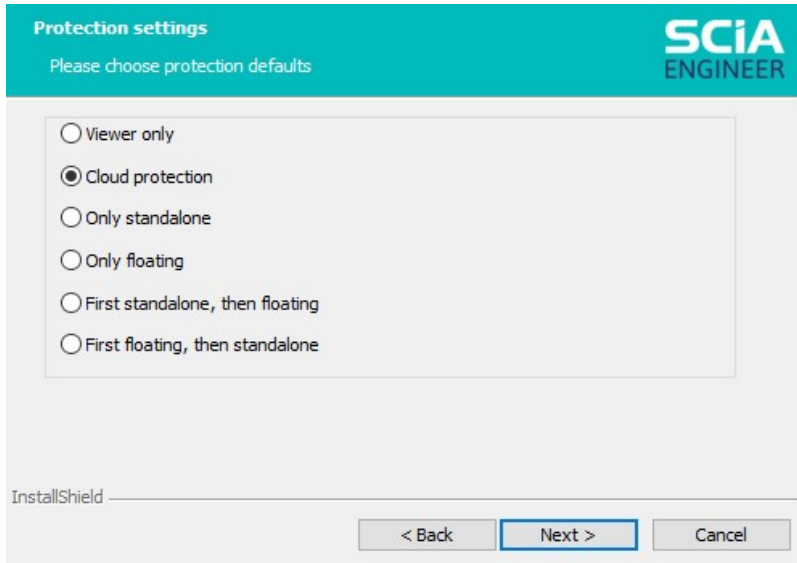 Protection settings
Please choose protection defaults
SCiA
ENGINEER
Viewer only
Cloud protection
Only standalone
Only floating
First standalone, then floating
First floating, then standalone
InstallShield
< Back
Next >
Cancel